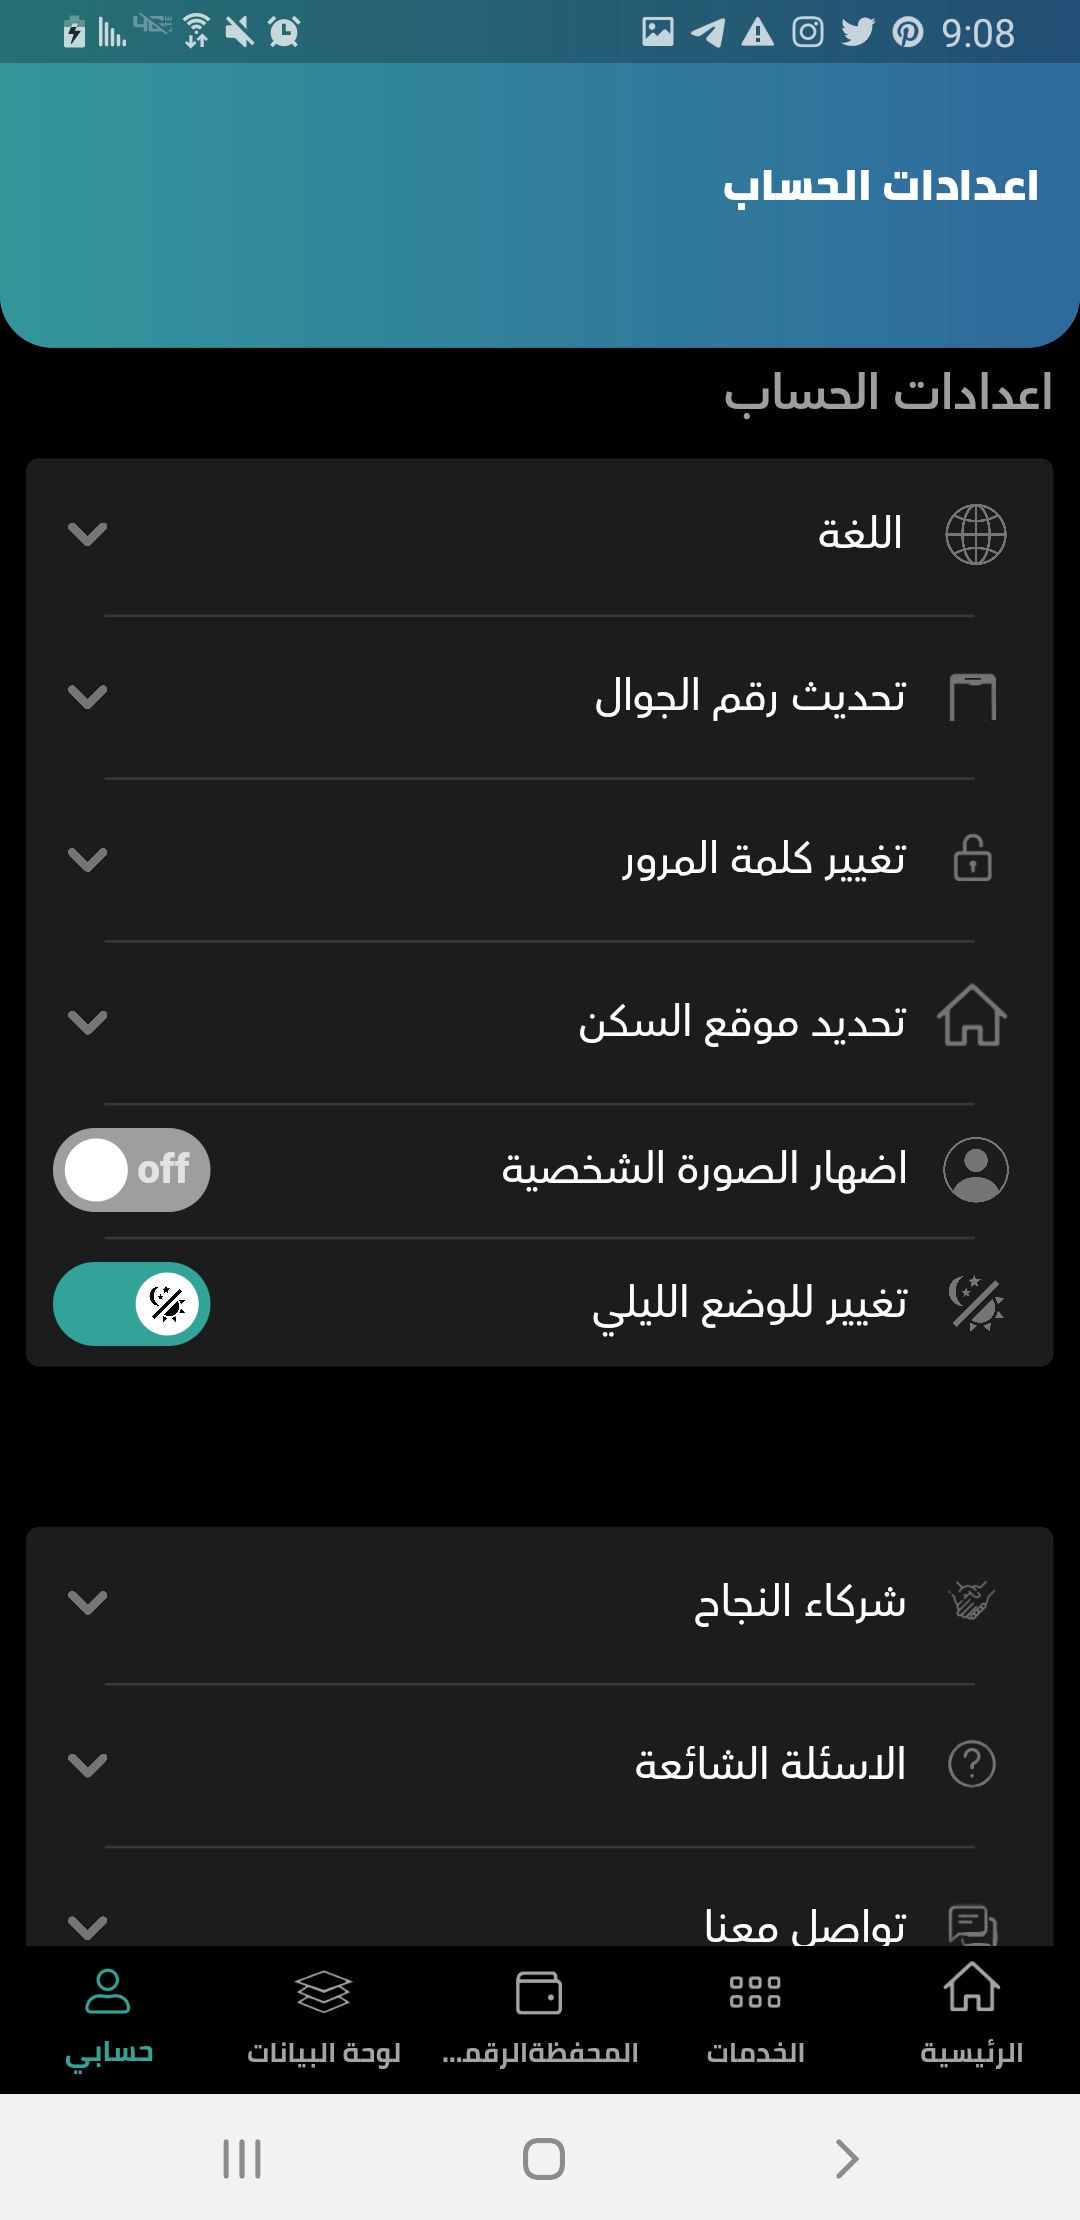 9:08
اعدادات الحساب
اعدادات الحساب
اللغة
تحديث رقم الجوال
تغيير كلمة المرور
تحديد موقع السكن
اضهار الصورة الشخصية
off
تغيير للوضع الليلي
شركاء النجاح
الاسئلة الشائعة
تواصل معنا
الرئيسية
الخدمات
المحفظةالرقم...
لوحة البيانات
حسابي